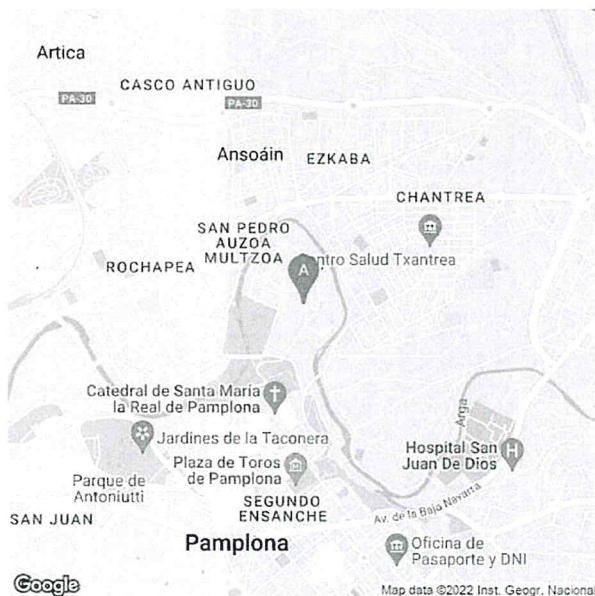 Artica
CASCO ANTIGUO
PA-30
PA-30
Ansoáin
EZKABA
CHANTREA
SAN PEDRO
AUZOA
MULTZOA
A
ntro Salud Txantrea
ROCHAPEA
Catedral de Santa María
la Real de Pamplona
Jardines de la Taconera
Arga
Hospital San
Juan De Dios
H
Plaza de Toros
de Pamplona
Parque de
Antoniutti
SEGUNDO
ENSANCHE
SAN JUAN
Av. de la Baja Navarra
Pamplona
Oficina de
Pasaporte y DNI
Google
Map data ©2022 Inst. Geogr. Nacional